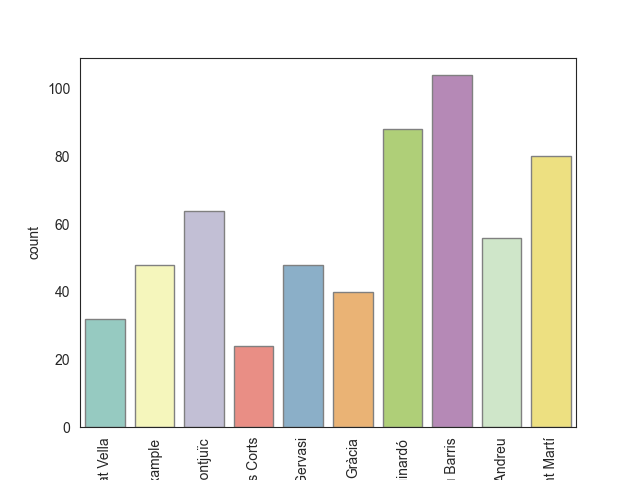 100
80
60
40
20
0
count
at Vella
xample
ontjuïc
s Corts
Gervasi
Gràcia
inardó
Barris
Andreu
nt Martí